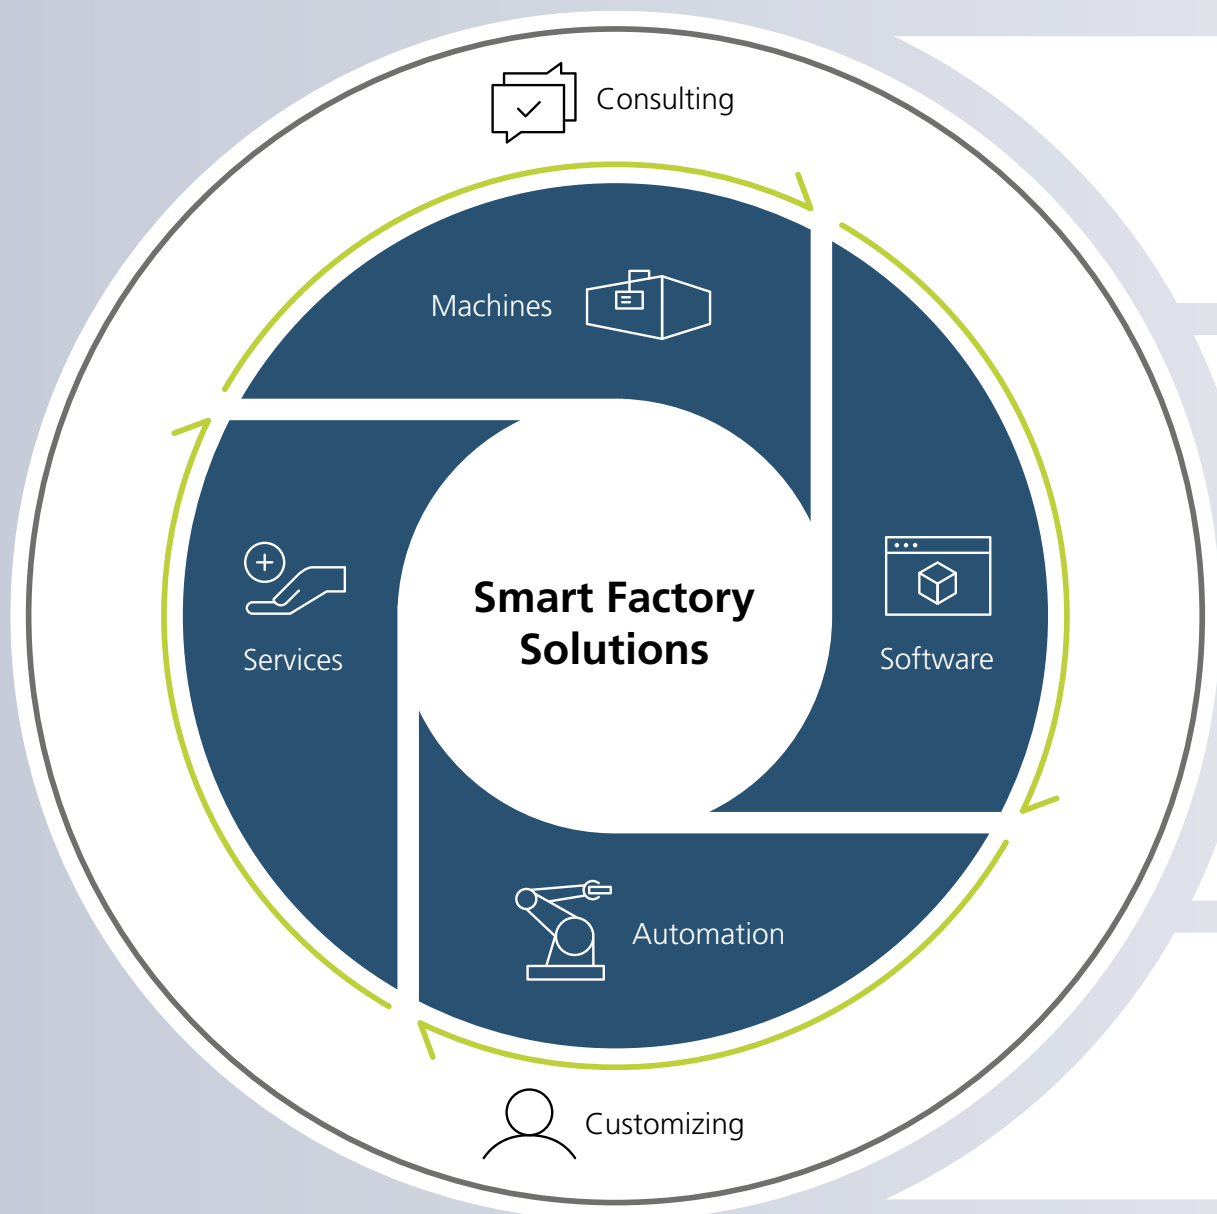 Consulting
Machines
Smart Factory
Solutions
Services
Software
Automation
Customizing